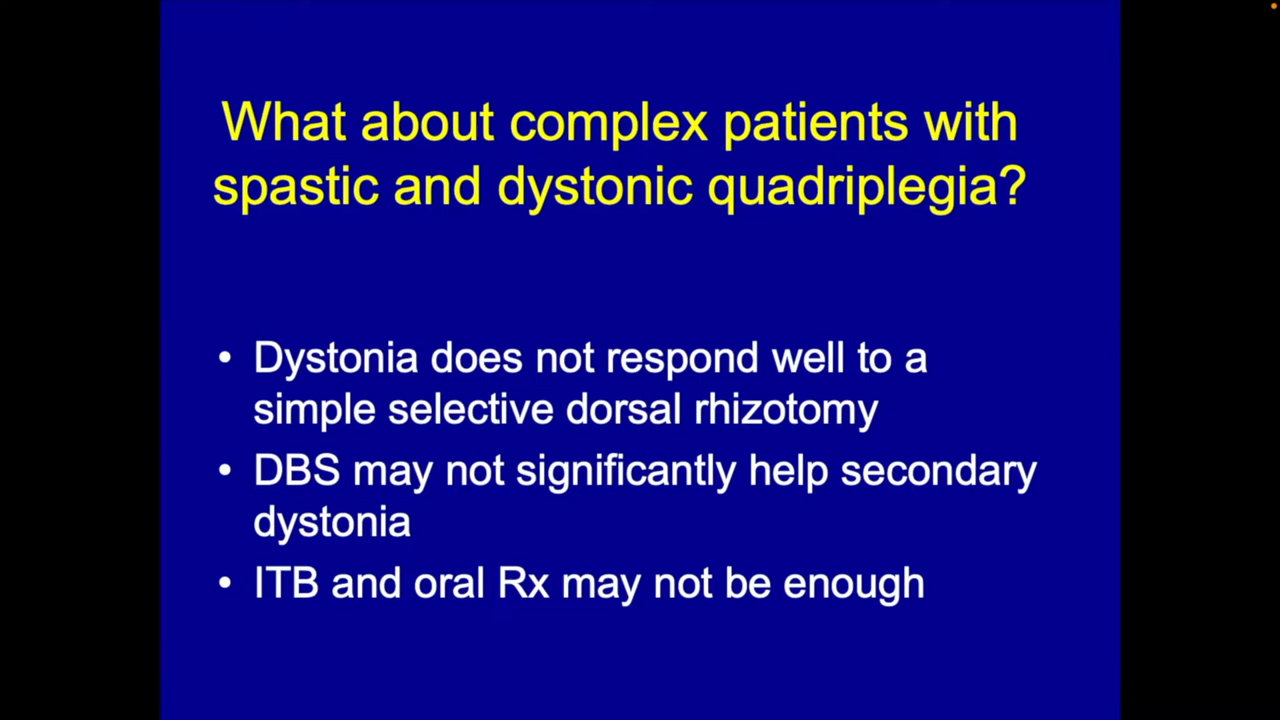 What about complex patients with
spastic and dystonic quadriplegia?
• Dystonia does not respond well to a
simple selective dorsal rhizotomy
• DBS may not significantly help secondary
dystonia
• ITB and oral Rx may not be enough